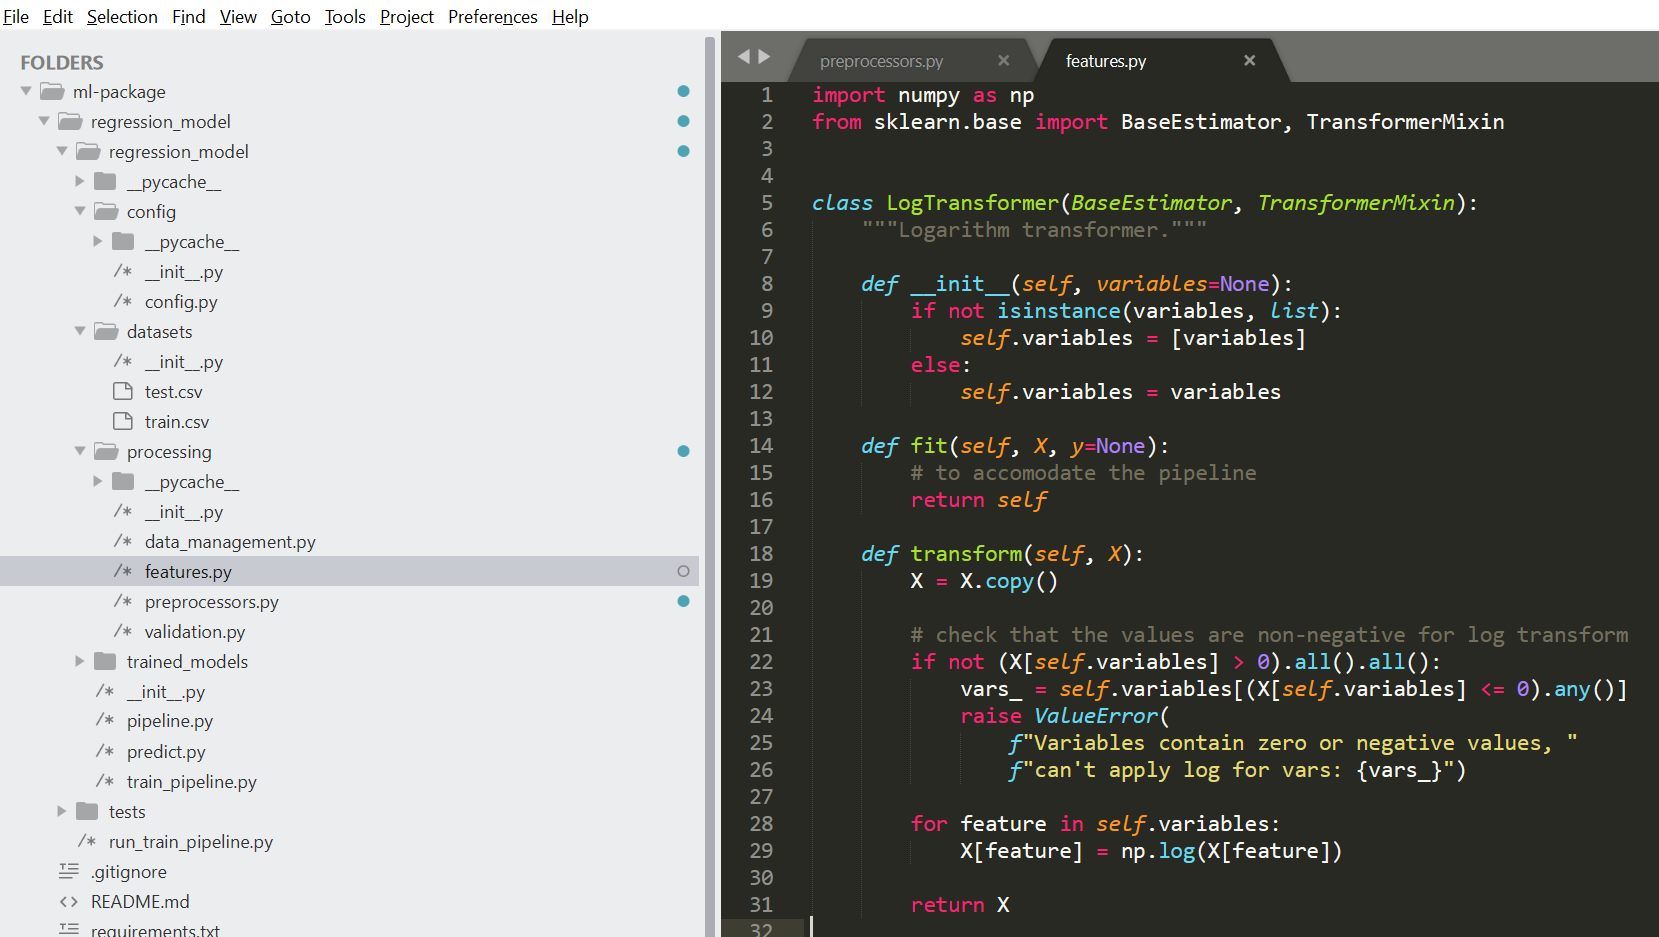 File Edit Selection Find View Goto Tools Project Preferences Help
FOLDERS
ml-package
regression_model
regression_model
__pycache__
config
__pycache__
__init__.py
config.py
datasets
__init__.py
test.csv
train.csv
processing
__pycache__
__init__.py
data_management.py
features.py
preprocessors.py
validation.py
trained_models
__init__.py
pipeline.py
predict.py
train_pipeline.py
tests
run_train_pipeline.py
.gitignore
README.md
requirements.txt
preprocessors.py × features.py ×
1 import numpy as np
2 from sklearn.base import BaseEstimator, TransformerMixin
3
4
5 class LogTransformer(BaseEstimator, TransformerMixin):
6     """Logarithm transformer."""
7
8     def __init__(self, variables=None):
9         if not isinstance(variables, list):
10             self.variables = [variables]
11         else:
12             self.variables = variables
13
14     def fit(self, X, y=None):
15         # to accomodate the pipeline
16         return self
17
18     def transform(self, X):
19         X = X.copy()
20
21         # check that the values are non-negative for log transform
22         if not (X[self.variables] > 0).all().all():
23             vars_ = self.variables[(X[self.variables] <= 0).any()]
24             raise ValueError(
25                 f"Variables contain zero or negative values, "
26                 f"can't apply log for vars: {vars_}")
27
28         for feature in self.variables:
29             X[feature] = np.log(X[feature])
30
31         return X
32